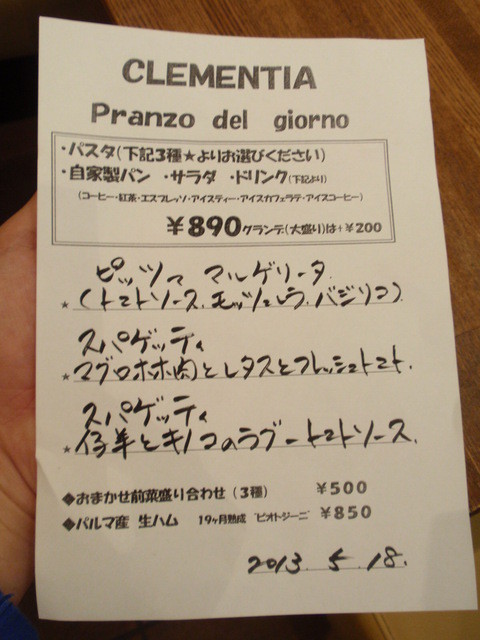 CLEMENTIA
Pranzo del giorno
・パスタ(下記3種★よりお選びください)
・自家製パン ・サラダ ・ドリンク(下記より)
(コーヒー・紅茶・エスプレッソ・アイスティー・アイスカフェラテ・アイスコーヒー)
¥890グランデ(大盛り)は+¥200
ピッツァ マルゲリータ
★(トマトソース.モッツェレラ.バジリコ)
スパゲッティ
★マグロホホ肉とレタスとフレッシュトマト.
スパゲッティ
★仔羊とキノコのラグートマトソース.
◆おまかせ前菜盛り合わせ(3種) ¥500
◆パルマ産 生ハム 19ヶ月熟成 ピオトジーニ ¥850
2013. 5. 18.